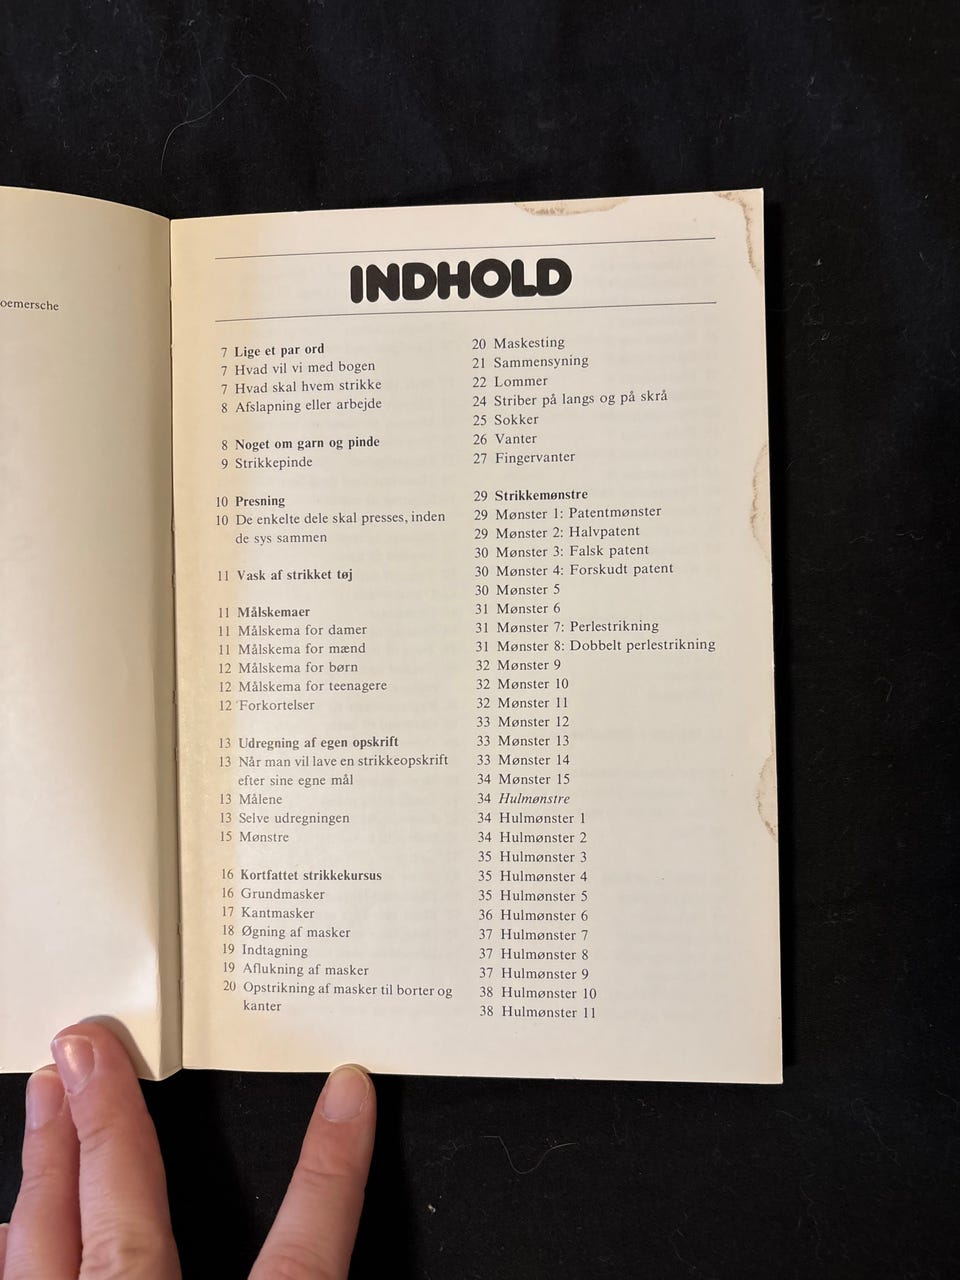 oemersche
INDHOLD
7 Lige et par ord
7 Hvad vil vi med bogen
7 Hvad skal hvem strikke
8 Afslapning eller arbejde
8 Noget om garn og pinde
9 Strikkepinde
10 Presning
10 De enkelte dele skal presses, inden
de sys sammen
11 Vask af strikket tøj
11 Målskemaer
11 Målskema for damer
11 Målskema for mænd
12 Målskema for børn
12 Målskema for teenagere
12 Forkortelser
13 Udregning af egen opskrift
13 Når man vil lave en strikkeopskrift
efter sine egne mål
13 Målene
13 Selve udregningen
15 Mønstre
16 Kortfattet strikkekursus
16 Grundmasker
17 Kantmasker
18 Øgning af masker
19 Indtagning
19 Aflukning af masker
20 Opstrikning af masker til borter og
kanter
20 Maskesting
21 Sammensyning
22 Lommer
24 Striber på langs og på skrå
25 Sokker
26 Vanter
27 Fingervanter
29 Strikkemønstre
29 Mønster 1: Patentmønster
29 Mønster 2: Halvpatent
30 Mønster 3: Falsk patent
30 Mønster 4: Forskudt patent
30 Mønster 5
31 Mønster 6
31 Mønster 7: Perlestrikning
31 Mønster 8: Dobbelt perlestrikning
32 Mønster 9
32 Mønster 10
32 Mønster 11
33 Mønster 12
33 Mønster 13
33 Mønster 14
34 Mønster 15
34 Hulmønstre
34 Hulmønster 1
34 Hulmønster 2
35 Hulmønster 3
35 Hulmønster 4
35 Hulmønster 5
36 Hulmønster 6
37 Hulmønster 7
37 Hulmønster 8
37 Hulmønster 9
38 Hulmønster 10
38 Hulmønster 11